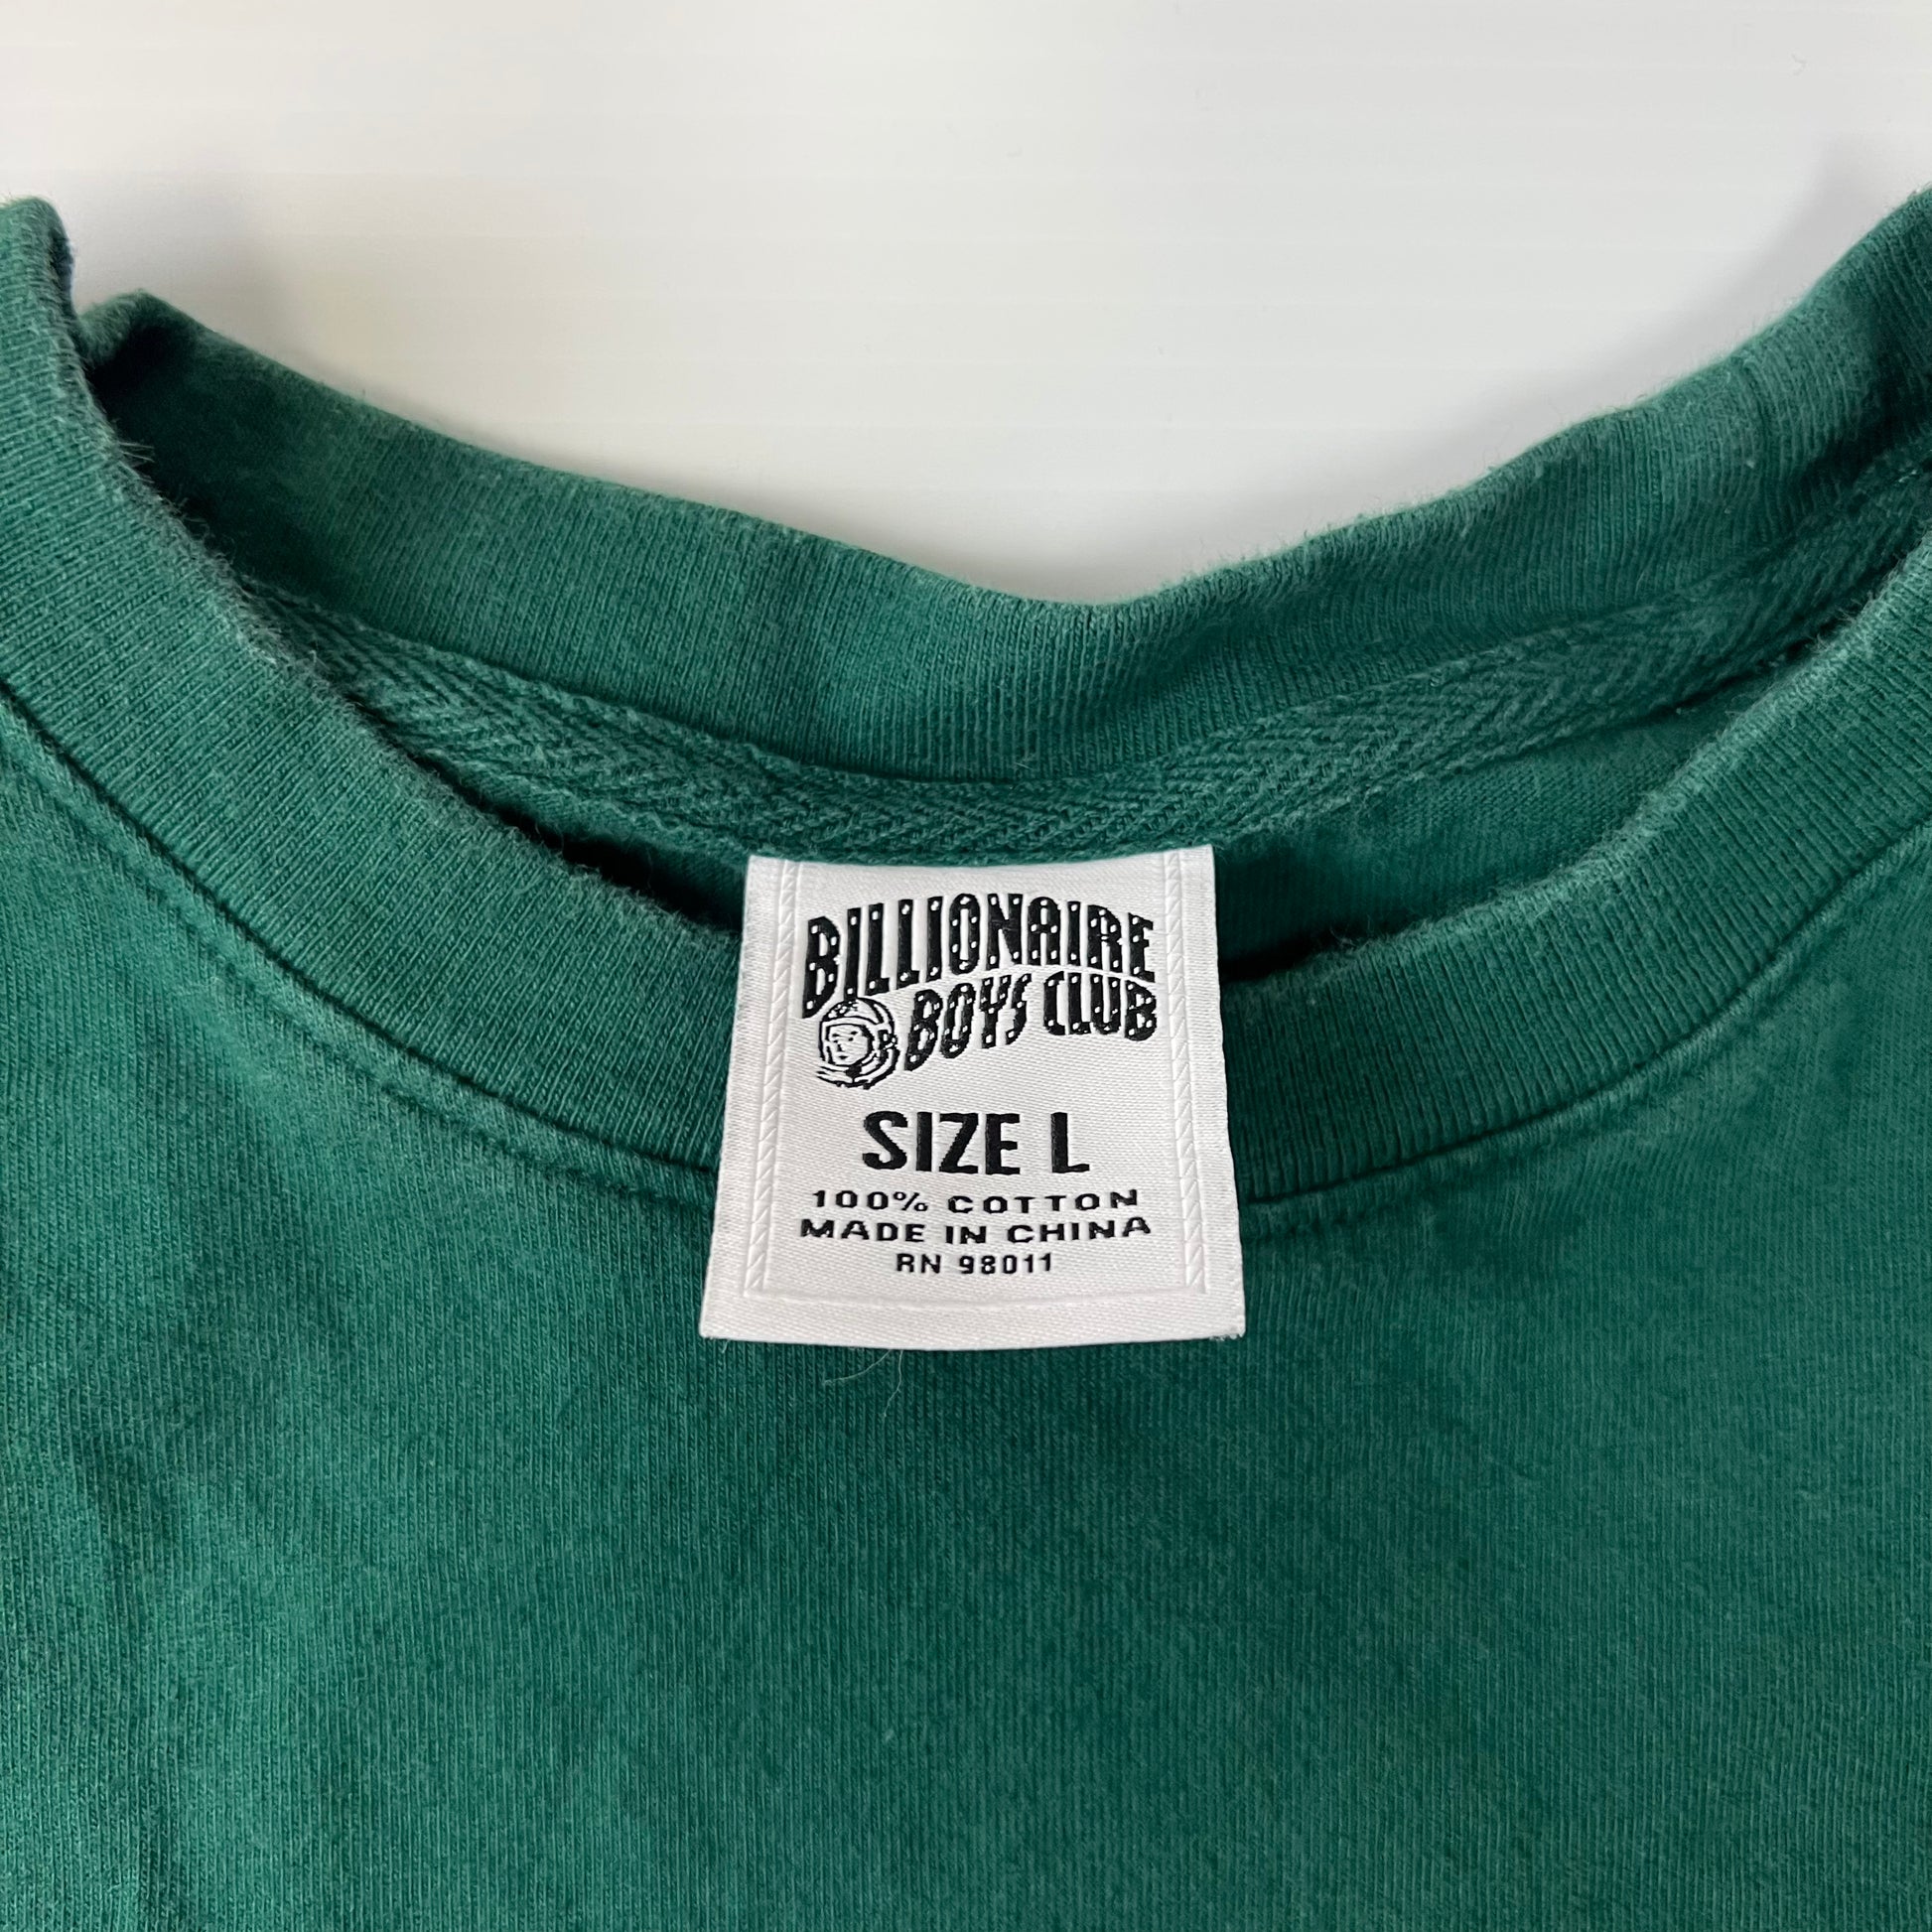 BILLIONAIRE
BOYS CLUB
SIZE L
100% COTTON
MADE IN CHINA
RN 98011